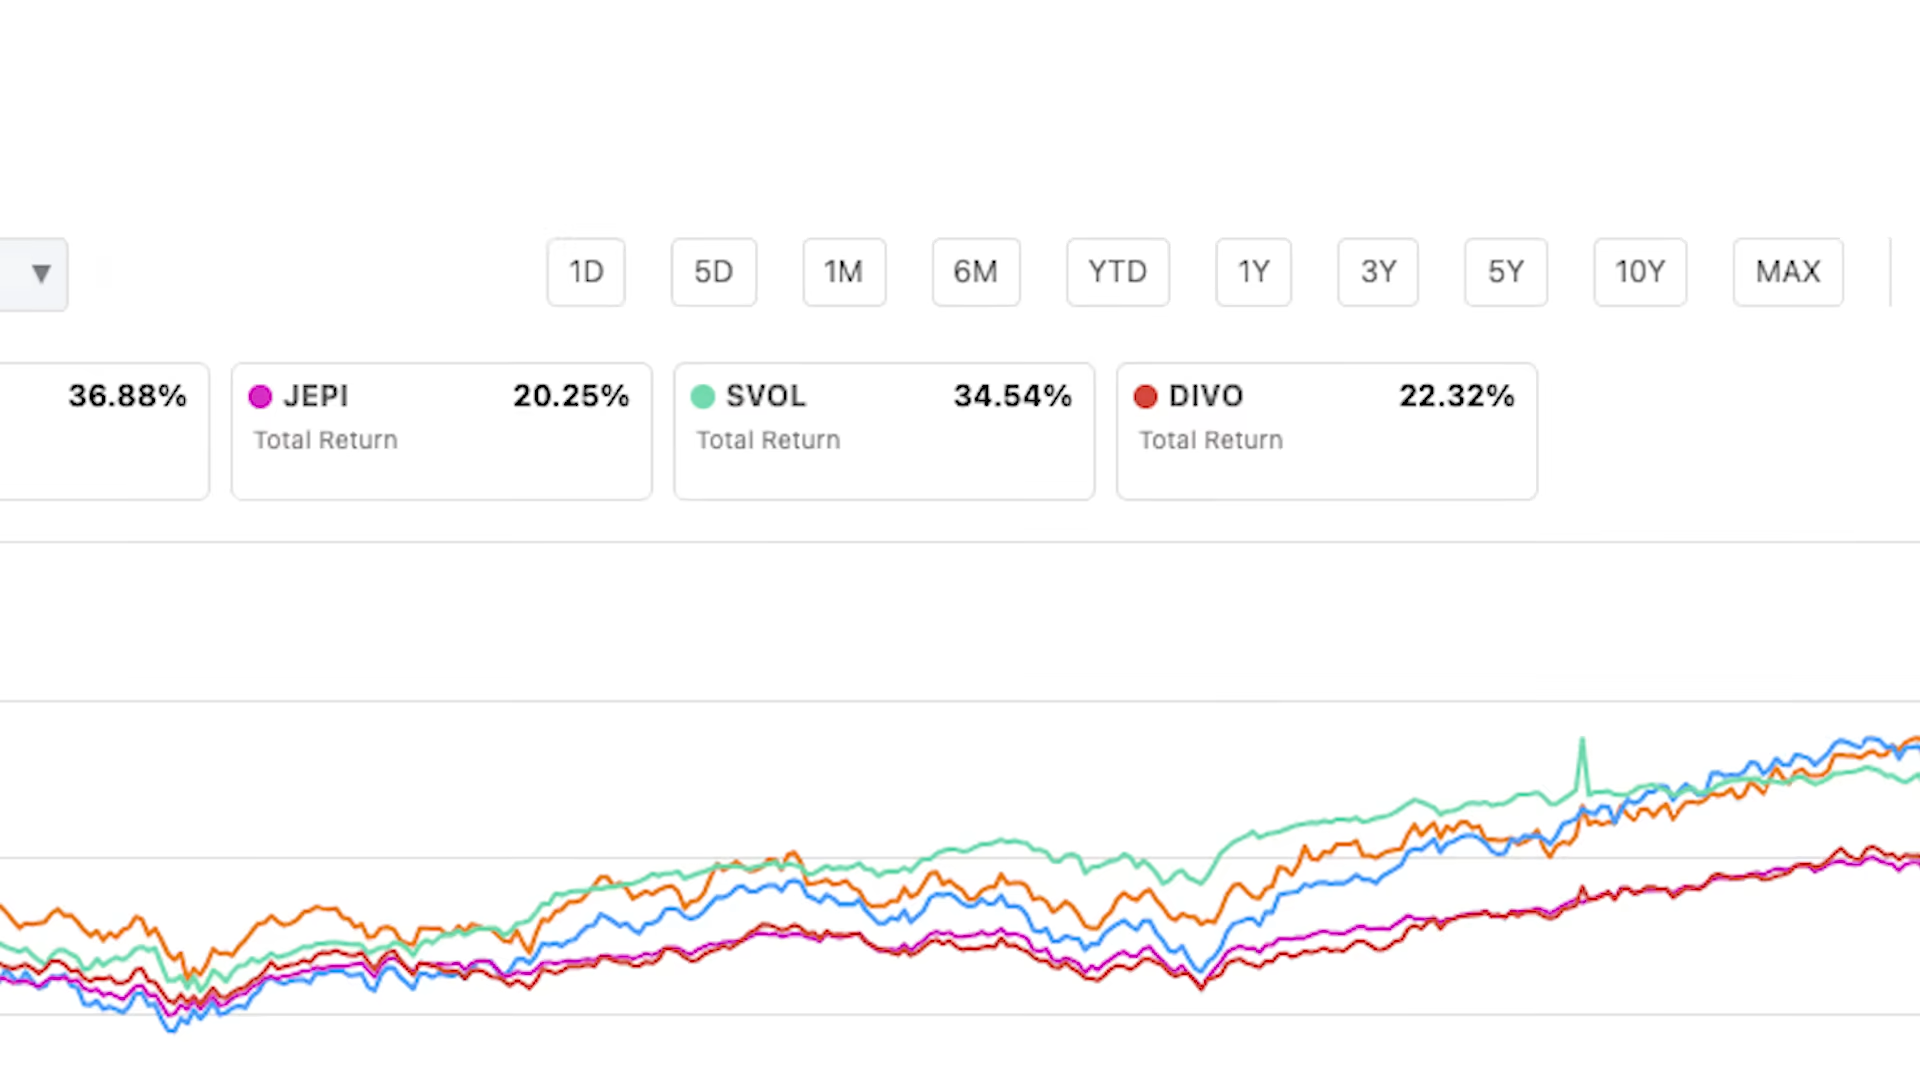 ▼ 1D 5D 1M 6M YTD 1Y 3Y 5Y 10Y MAX
36.88% JEPI 20.25% SVOL 34.54% DIVO 22.32%
Total Return Total Return Total Return